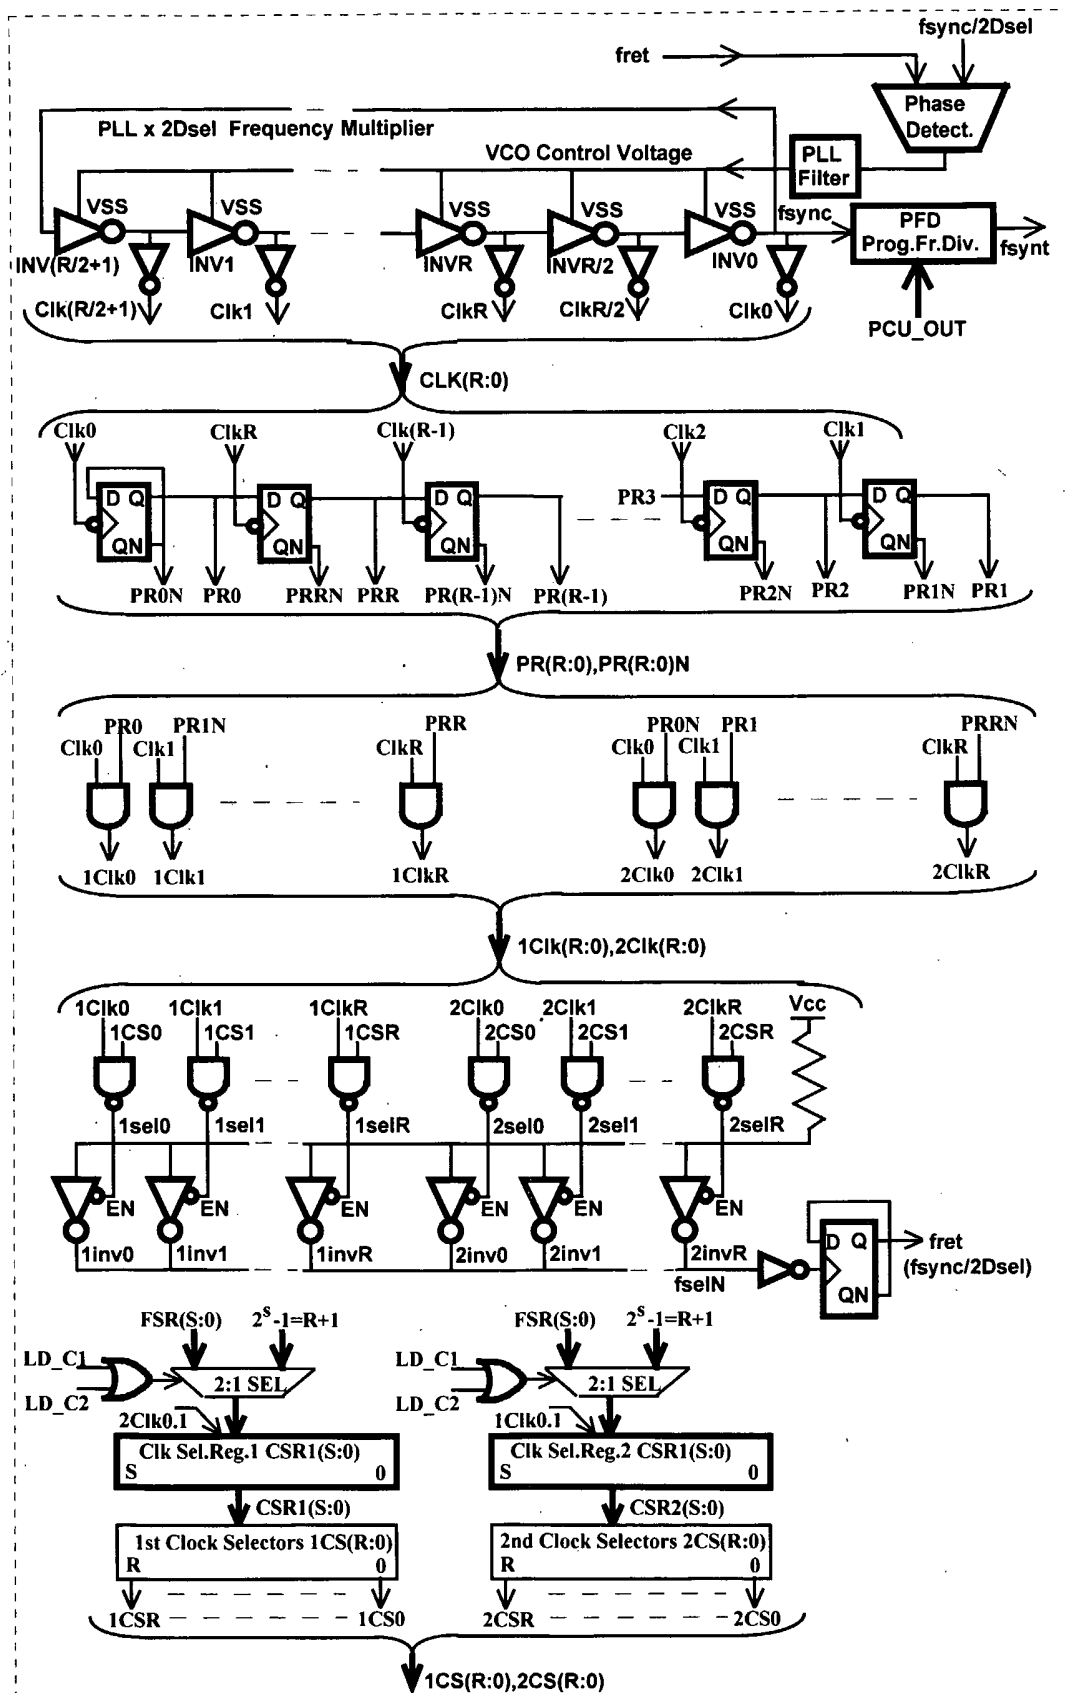 fsync/2Dsel
fret
Phase
Detect.
PLL x 2Dsel Frequency Multiplier
VCO Control Voltage
PLL
Filter
VSS VSS VSS VSS VSS
fsync
PFD
Prog.Fr.Div.
fsynt
INV(R/2+1) INV1 INVR INVR/2 INV0
Clk(R/2+1) Clk1 ClkR ClkR/2 Clk0
PCU_OUT
CLK(R:0)
Clk0 ClkR Clk(R-1) Clk2 Clk1
D Q D Q D Q PR3 D Q D Q
QN QN QN QN QN
PR0N PR0 PRRN PRR PR(R-1)N PR(R-1) PR2N PR2 PR1N PR1
PR(R:0),PR(R:0)N
PR0 PR1N PRR PR0N PR1 PRRN
Clk0 Clk1 ClkR Clk0 Clk1 ClkR
1Clk0 1Clk1 1ClkR 2Clk0 2Clk1 2ClkR
1Clk(R:0),2Clk(R:0)
1Clk0 1Clk1 1ClkR 2Clk0 2Clk1 2ClkR Vcc
1CS0 1CS1 1CSR 2CS0 2CS1 2CSR
1sel0 1sel1 1selR 2sel0 2sel1 2selR
EN EN EN EN EN EN
1inv0 1inv1 1invR 2inv0 2inv1 2invR
D Q
QN
fret
(fsync/2Dsel)
fselN
FSR(S:0) 2^S-1=R+1 FSR(S:0) 2^S-1=R+1
LD_C1 LD_C1
2:1 SEL 2:1 SEL
LD_C2 LD_C2
2Clk0.1 1Clk0.1
Clk Sel.Reg.1 CSR1(S:0) Clk Sel.Reg.2 CSR1(S:0)
S 0 S 0
CSR1(S:0) CSR2(S:0)
1st Clock Selectors 1CS(R:0) 2nd Clock Selectors 2CS(R:0)
R 0 R 0
1CSR 1CS0 2CSR 2CS0
1CS(R:0),2CS(R:0)